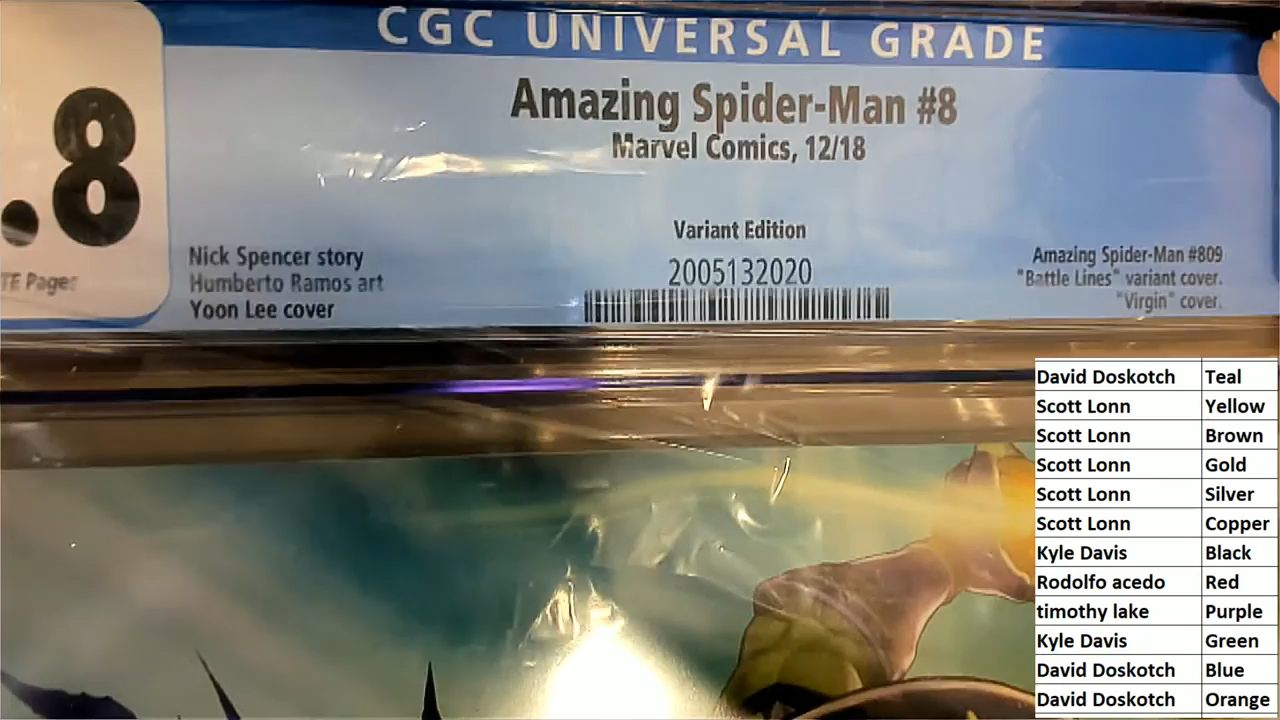 CGC UNIVERSAL GRADE
.8
TE Pages
Amazing Spider-Man #8
Marvel Comics, 12/18
Variant Edition
2005132020
Nick Spencer story
Humberto Ramos art
Yoon Lee cover
Amazing Spider-Man #809
"Battle Lines" variant cover.
"Virgin" cover.
David Doskotch Teal
Scott Lonn Yellow
Scott Lonn Brown
Scott Lonn Gold
Scott Lonn Silver
Scott Lonn Copper
Kyle Davis Black
Rodolfo acedo Red
timothy lake Purple
Kyle Davis Green
David Doskotch Blue
David Doskotch Orange